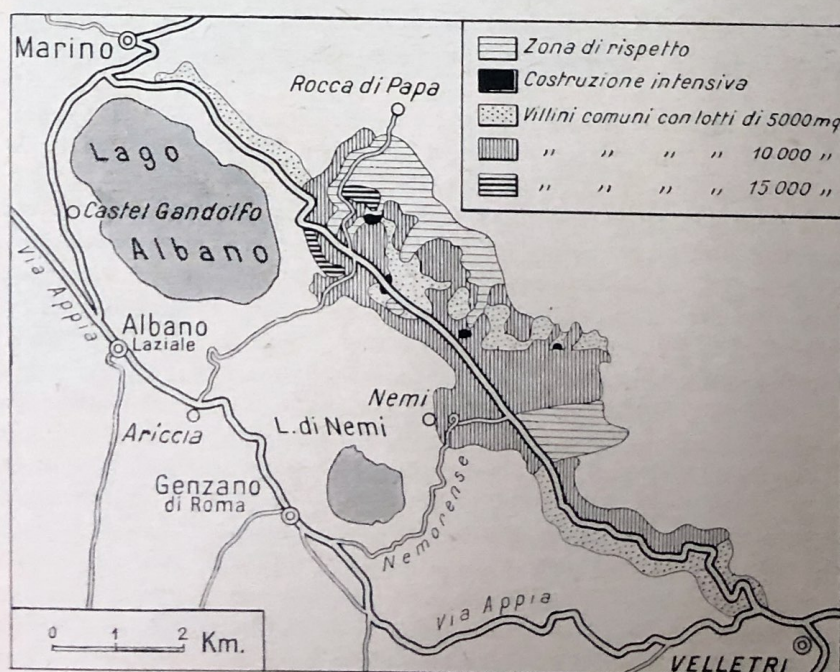 Marino
Rocca di Papa
Lago
Castel Gandolfo
Albano
Via Appia
Albano
Laziale
Ariccia
Nemi
L. di Nemi
Genzano
di Roma
Nemorense
Via Appia
VELLETRI
Zona di rispetto
Costruzione intensiva
Villini comuni con lotti di 5000 mq
" " " " 10.000 "
" " " " 15 000 "
0 1 2 Km.